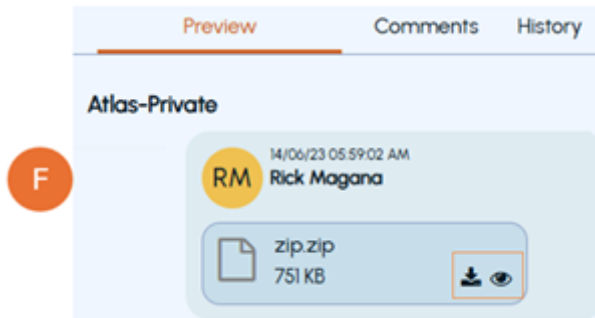 Preview Comments History
Atlas-Private
F
14/06/23 05:59:02 AM
RM Rick Magana
zip.zip
751 KB